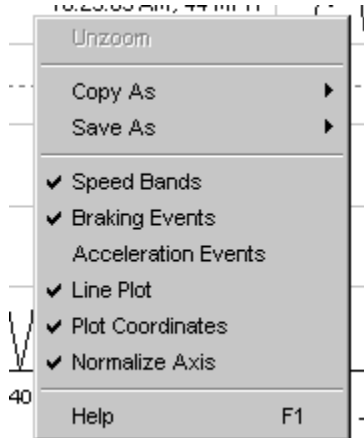 Unzoom
Copy As
Save As
Speed Bands
Braking Events
Acceleration Events
Line Plot
Plot Coordinates
Normalize Axis
40
Help F1